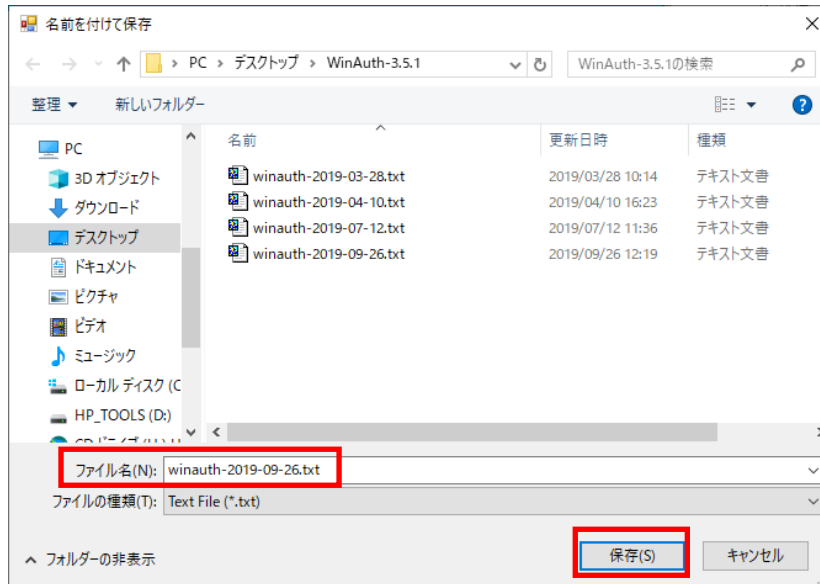 名前を付けて保存
PC › デスクトップ › WinAuth-3.5.1
WinAuth-3.5.1の検索
整理 新しいフォルダー
PC
3D オブジェクト
ダウンロード
デスクトップ
ドキュメント
ピクチャ
ビデオ
ミュージック
ローカル ディスク (C
HP_TOOLS (D:)
名前 更新日時 種類
winauth-2019-03-28.txt 2019/03/28 10:14 テキスト文書
winauth-2019-04-10.txt 2019/04/10 16:23 テキスト文書
winauth-2019-07-12.txt 2019/07/12 11:36 テキスト文書
winauth-2019-09-26.txt 2019/09/26 12:19 テキスト文書
ファイル名(N): winauth-2019-09-26.txt
ファイルの種類(T): Text File (*.txt)
フォルダーの非表示
保存(S) キャンセル